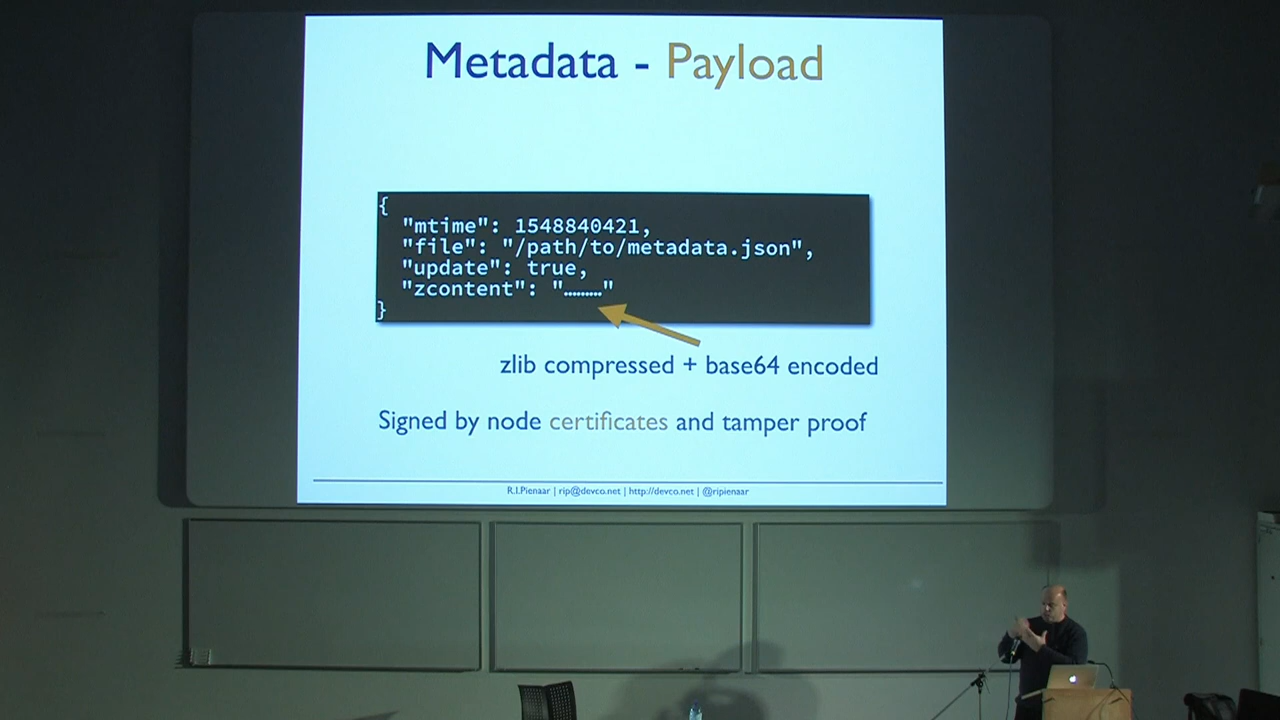 Metadata - Payload
{
"mtime": 1548840421,
"file": "/path/to/metadata.json",
"update": true,
"zcontent": "………"
}
zlib compressed + base64 encoded
Signed by node certificates and tamper proof
R.I.Pienaar | rip@devco.net | http://devco.net | @ripienaar